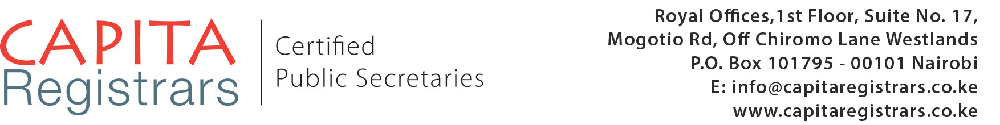 CAPITA
Registrars
Certified
Public Secretaries
Royal Offices,1st Floor, Suite No. 17,
Mogotio Rd, Off Chiromo Lane Westlands
P.O. Box 101795 - 00101 Nairobi
E: info@capitaregistrars.co.ke
www.capitaregistrars.co.ke